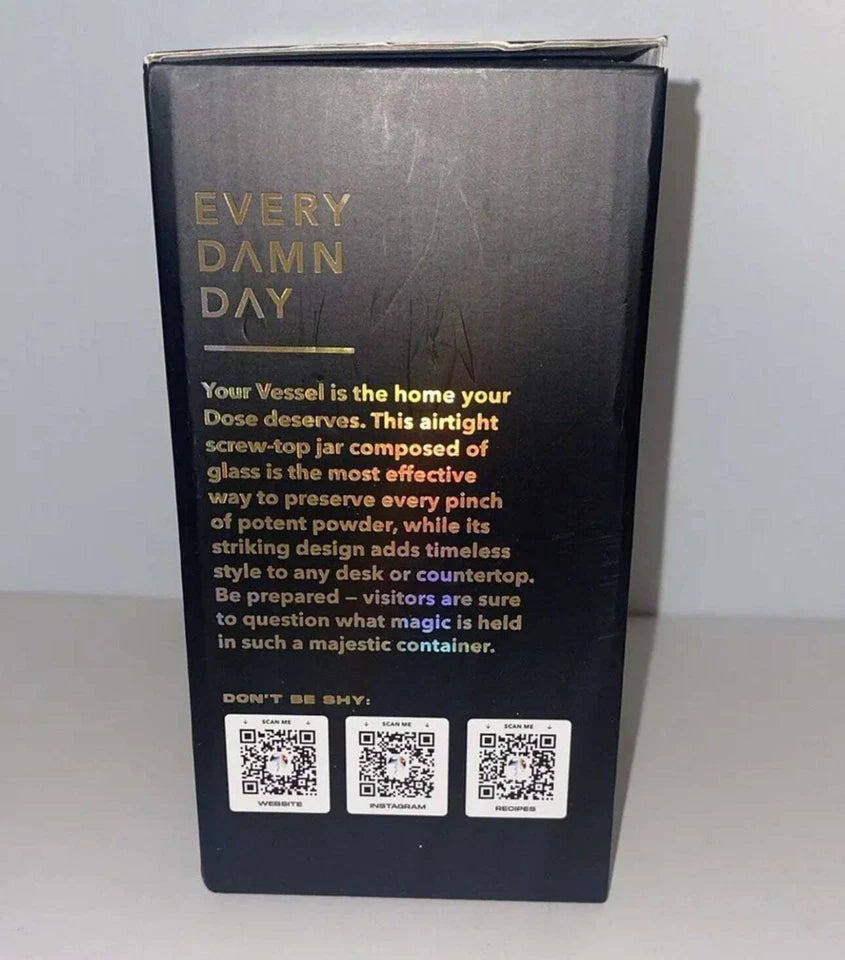 EVERY
DAMN
DAY
Your Vessel is the home your
Dose deserves. This airtight
screw-top jar composed of
glass is the most effective
way to preserve every pinch
of potent powder, while its
striking design adds timeless
style to any desk or countertop.
Be prepared – visitors are sure
to question what magic is held
in such a majestic container.
DON'T BE SHY:
↓ SCAN ME ↓ ↓ SCAN ME ↓ ↓ SCAN ME ↓
WEBSITE INSTAGRAM RECIPES